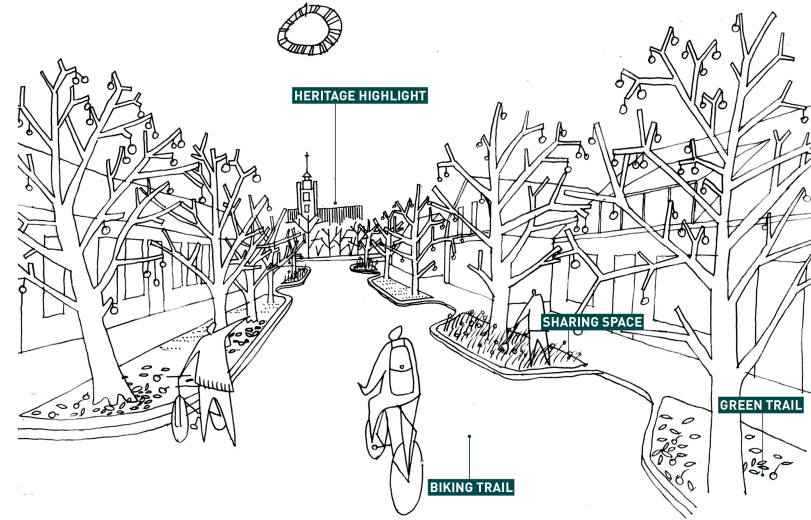 HERITAGE HIGHLIGHT
SHARING SPACE
GREEN TRAIL
BIKING TRAIL